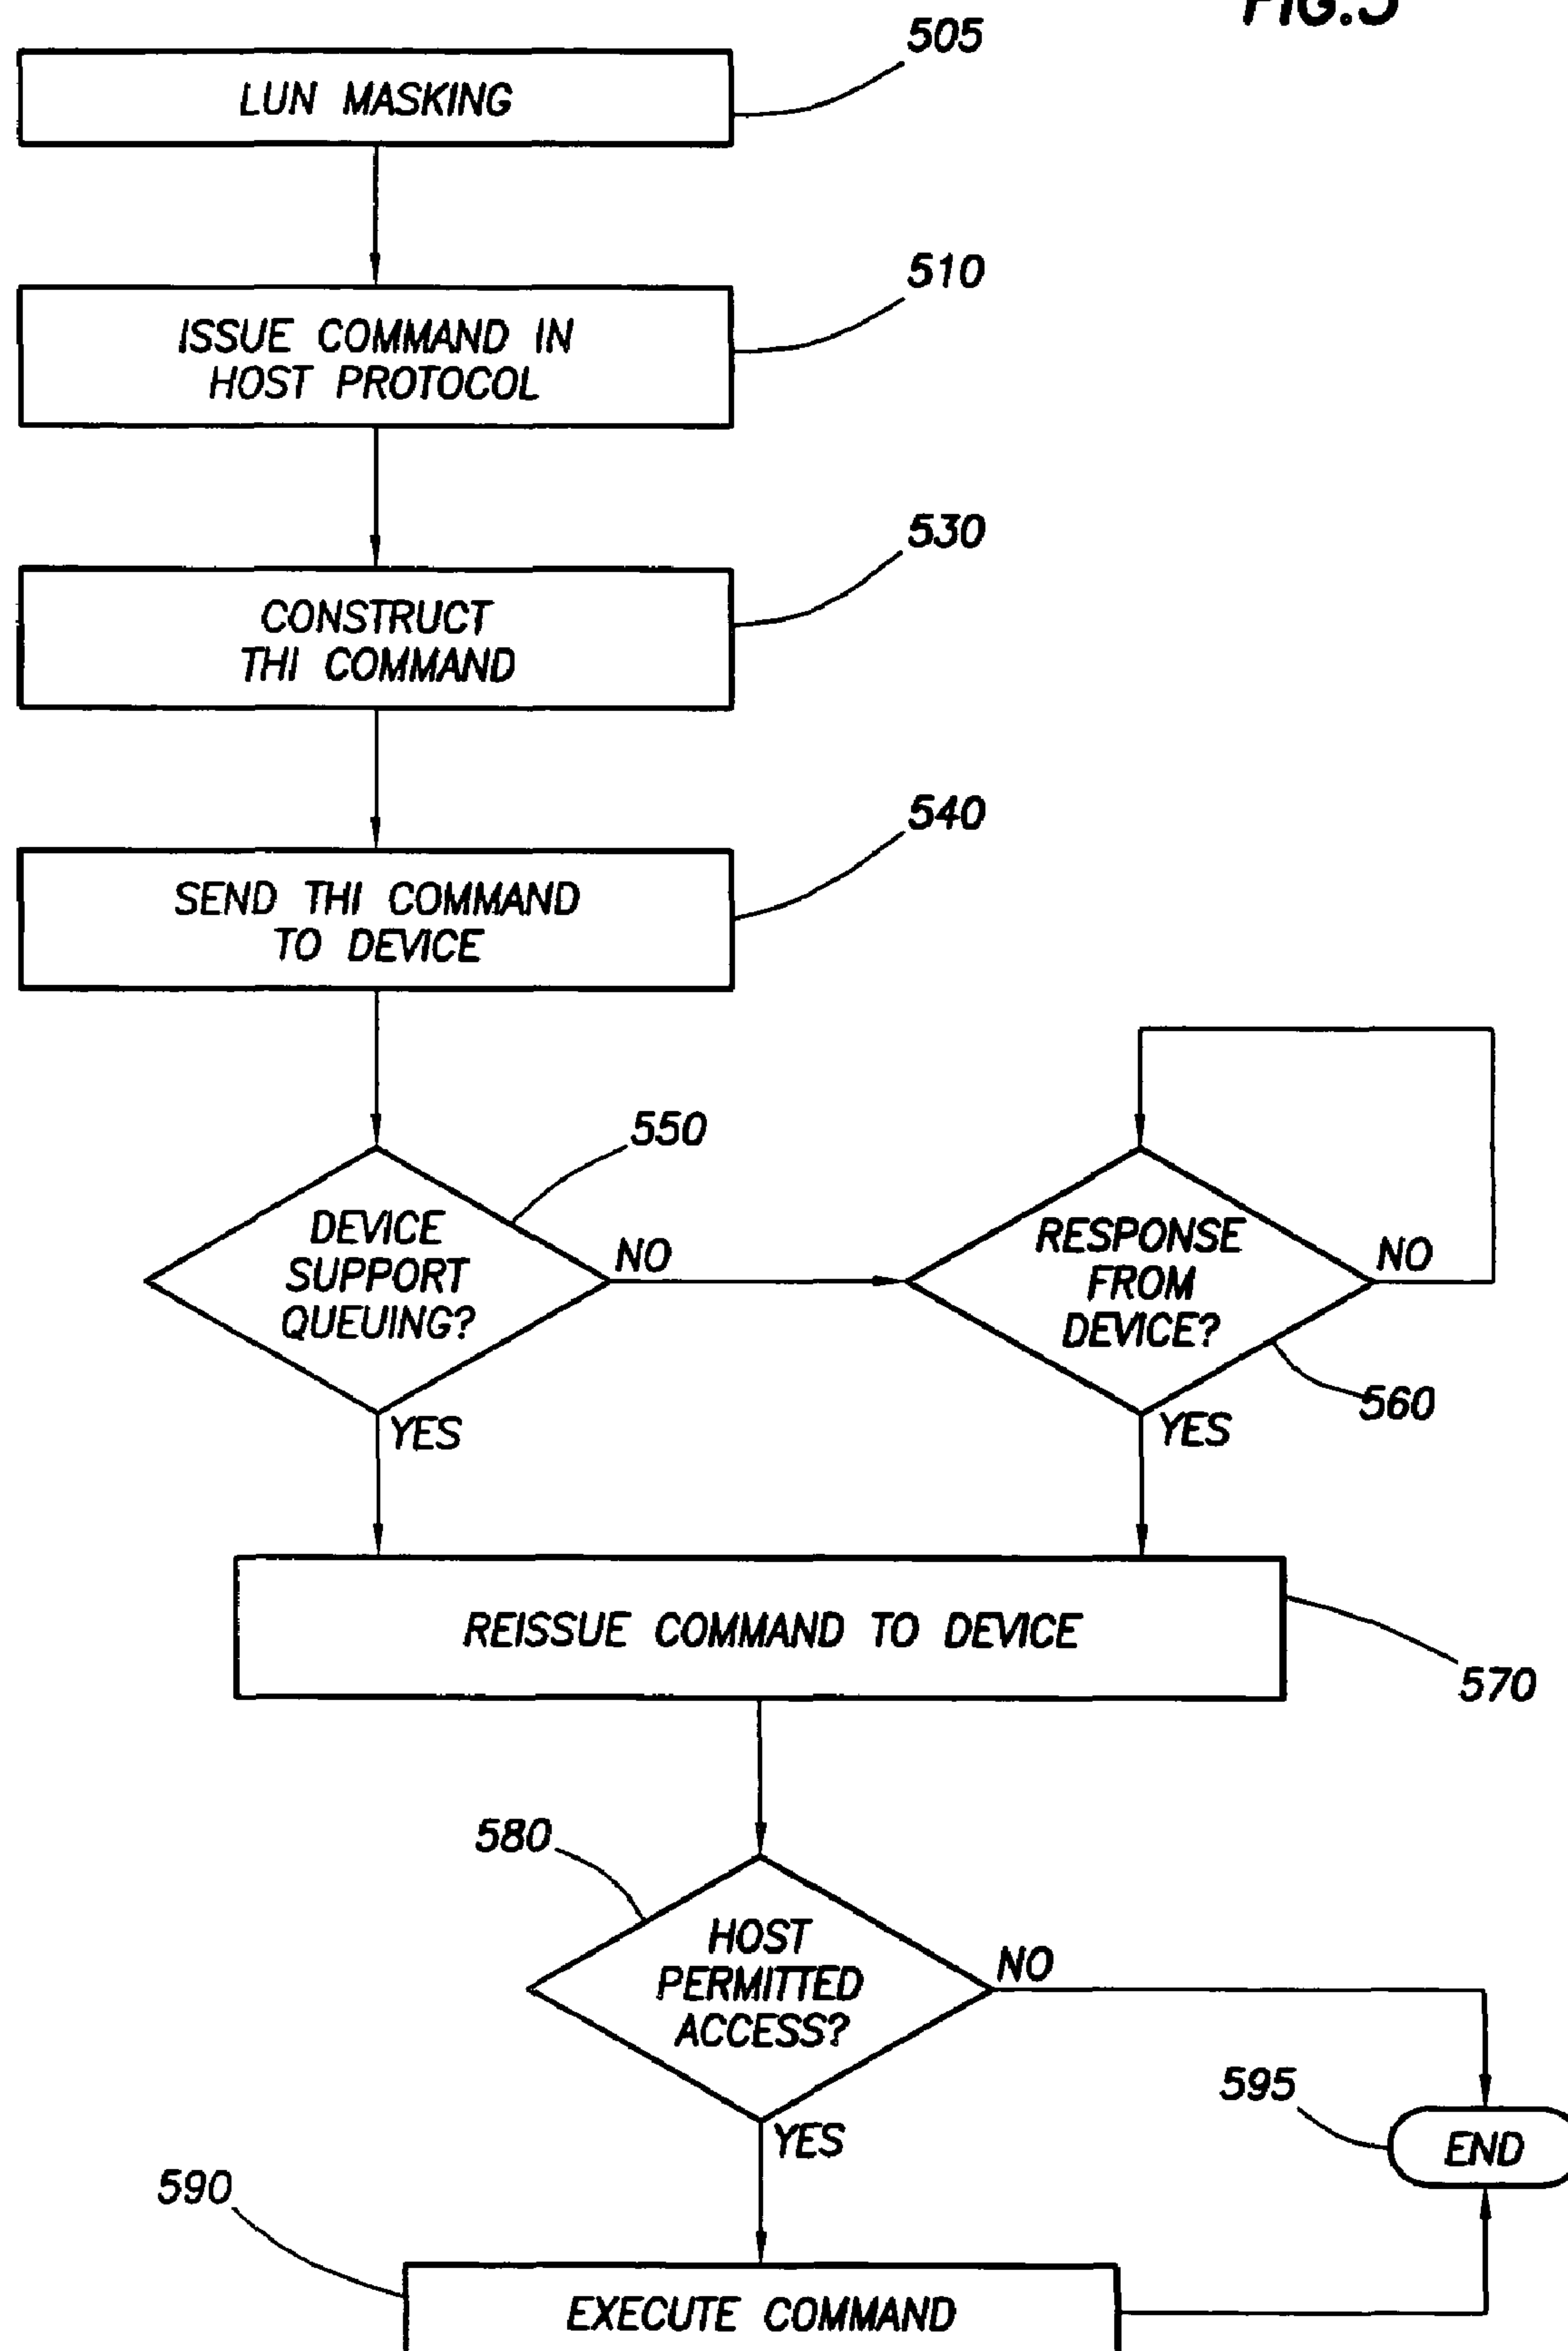 FIG.5
505
LUN MASKING
510
ISSUE COMMAND IN
HOST PROTOCOL
530
CONSTRUCT
THI COMMAND
540
SEND THI COMMAND
TO DEVICE
550
DEVICE
SUPPORT
QUEUING?
NO
YES
RESPONSE
FROM
DEVICE?
NO
560
YES
REISSUE COMMAND TO DEVICE
570
580
HOST
PERMITTED
ACCESS?
NO
YES
595
END
590
EXECUTE COMMAND